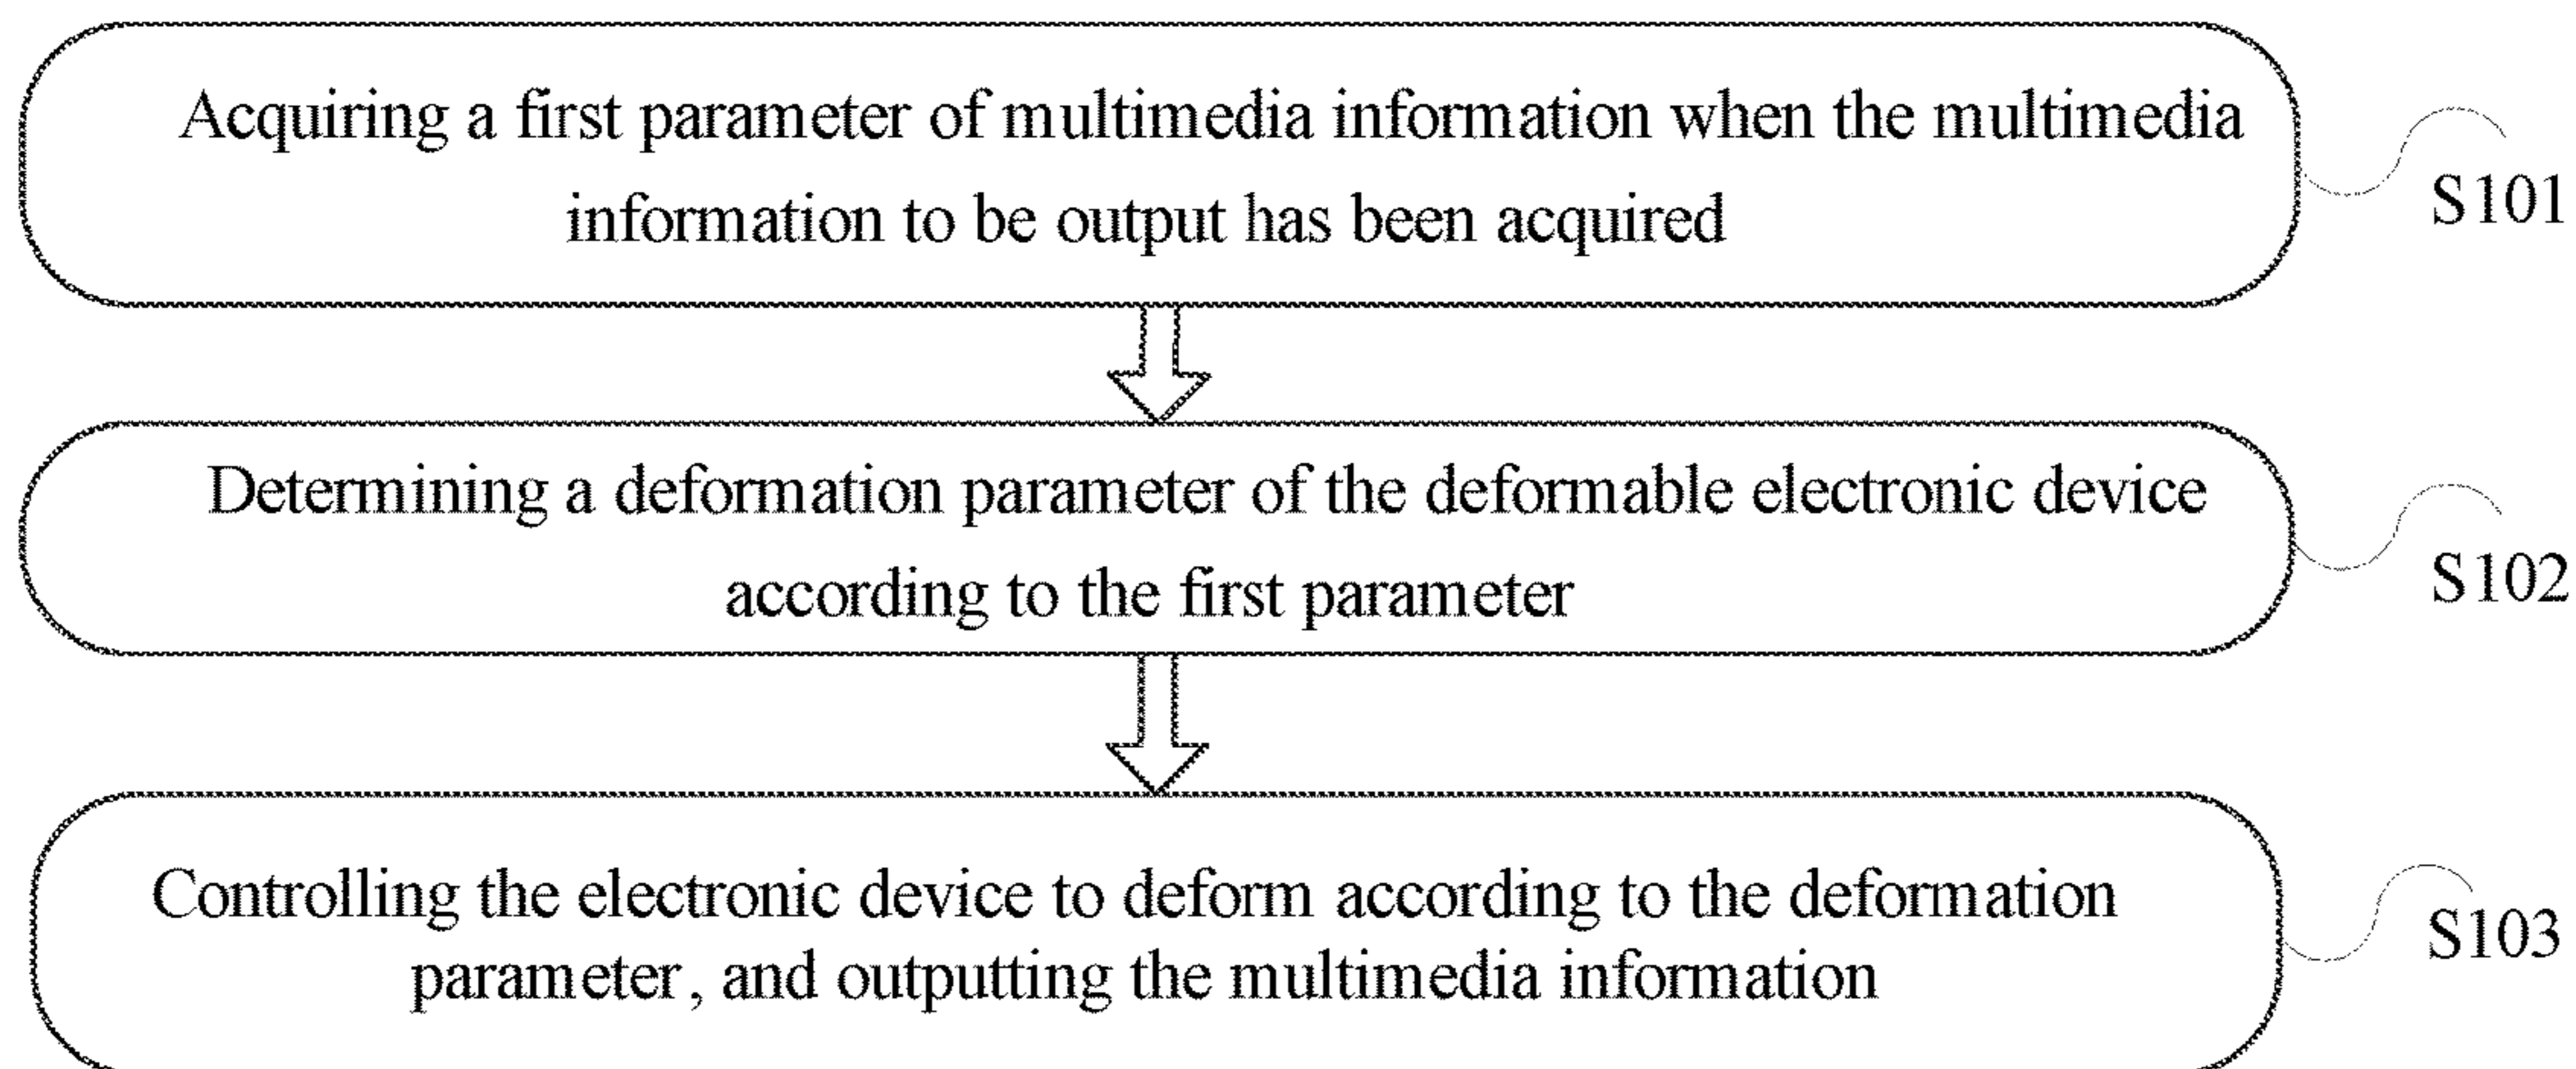 Acquiring a first parameter of multimedia information when the multimedia
information to be output has been acquired
S101
Determining a deformation parameter of the deformable electronic device
according to the first parameter
S102
Controlling the electronic device to deform according to the deformation
parameter, and outputting the multimedia information
S103